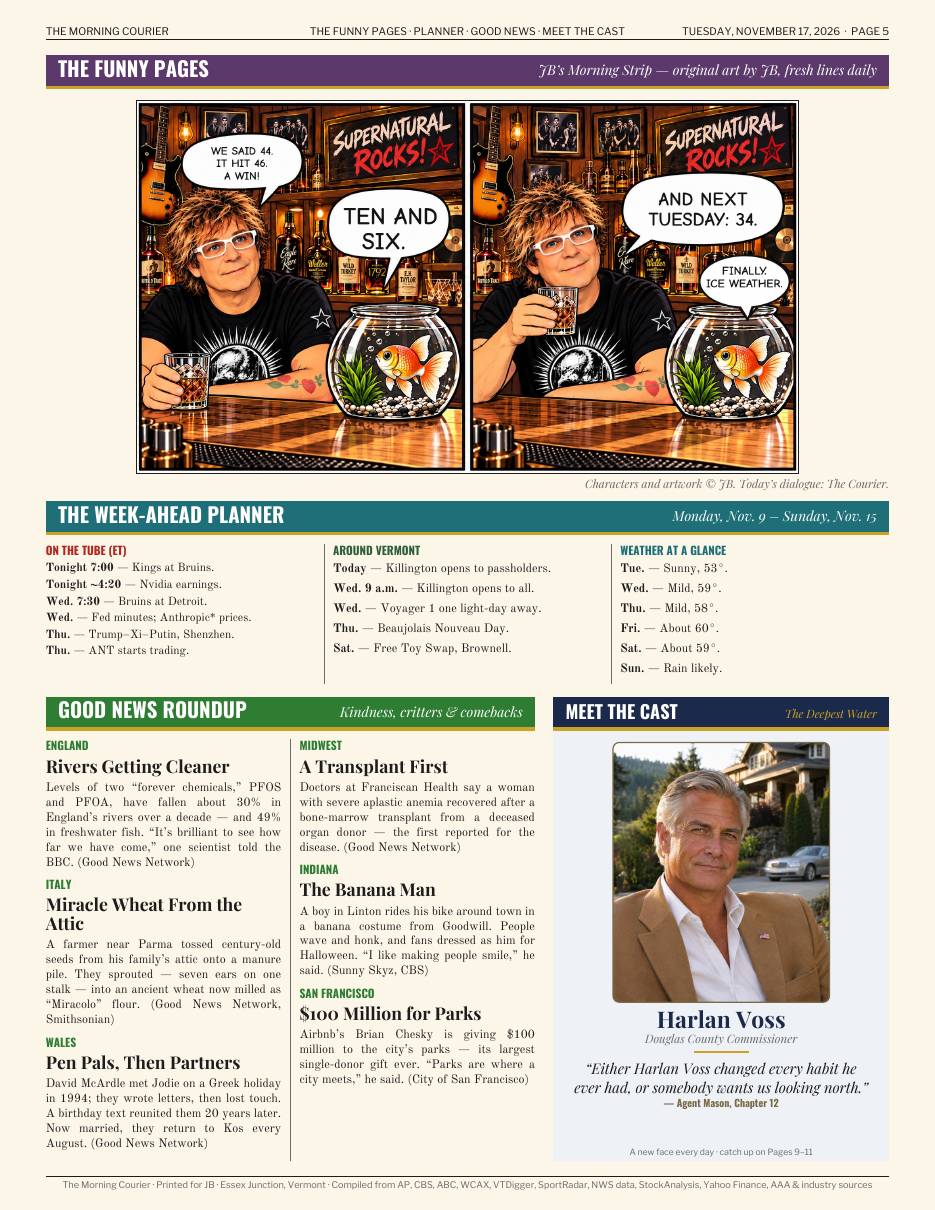 THE MORNING COURIER
THE FUNNY PAGES · PLANNER · GOOD NEWS · MEET THE CAST
TUESDAY, NOVEMBER 17, 2026 · PAGE 5
THE FUNNY PAGES
JB's Morning Strip — original art by JB, fresh lines daily
SUPERNATURAL
ROCKS!
WE SAID 44.
IT HIT 46.
A WIN!
TEN AND
SIX.
Eagle
Rare
Weller
WILD
TURKEY
1792
E.H.
TAYLOR
SUPERNATURAL
ROCKS!
AND NEXT
TUESDAY: 34.
FINALLY.
ICE WEATHER.
Eagle
Rare
Weller
WILD
TURKEY
Characters and artwork © JB. Today's dialogue: The Courier.
THE WEEK-AHEAD PLANNER
Monday, Nov. 9 – Sunday, Nov. 15
ON THE TUBE (ET)
Tonight 7:00 — Kings at Bruins.
Tonight ~4:20 — Nvidia earnings.
Wed. 7:30 — Bruins at Detroit.
Wed. — Fed minutes; Anthropic* prices.
Thu. — Trump–Xi–Putin, Shenzhen.
Thu. — ANT starts trading.
AROUND VERMONT
Today — Killington opens to passholders.
Wed. 9 a.m. — Killington opens to all.
Wed. — Voyager 1 one light-day away.
Thu. — Beaujolais Nouveau Day.
Sat. — Free Toy Swap, Brownell.
WEATHER AT A GLANCE
Tue. — Sunny, 53°.
Wed. — Mild, 59°.
Thu. — Mild, 58°.
Fri. — About 60°.
Sat. — About 59°.
Sun. — Rain likely.
GOOD NEWS ROUNDUP
Kindness, critters & comebacks
ENGLAND
Rivers Getting Cleaner
Levels of two “forever chemicals,” PFOS
and PFOA, have fallen about 30% in
England's rivers over a decade — and 49%
in freshwater fish. “It's brilliant to see how
far we have come,” one scientist told the
BBC. (Good News Network)
ITALY
Miracle Wheat From the
Attic
A farmer near Parma tossed century-old
seeds from his family's attic onto a manure
pile. They sprouted — seven ears on one
stalk — into an ancient wheat now milled as
“Miracolo” flour. (Good News Network,
Smithsonian)
WALES
Pen Pals, Then Partners
David McArdle met Jodie on a Greek holiday
in 1994; they wrote letters, then lost touch.
A birthday text reunited them 20 years later.
Now married, they return to Kos every
August. (Good News Network)
MIDWEST
A Transplant First
Doctors at Franciscan Health say a woman
with severe aplastic anemia recovered after a
bone-marrow transplant from a deceased
organ donor — the first reported for the
disease. (Good News Network)
INDIANA
The Banana Man
A boy in Linton rides his bike around town in
a banana costume from Goodwill. People
wave and honk, and fans dressed as him for
Halloween. “I like making people smile,” he
said. (Sunny Skyz, CBS)
SAN FRANCISCO
$100 Million for Parks
Airbnb's Brian Chesky is giving $100
million to the city's parks — its largest
single-donor gift ever. “Parks are where a
city meets,” he said. (City of San Francisco)
MEET THE CAST
The Deepest Water
Harlan Voss
Douglas County Commissioner
“Either Harlan Voss changed every habit he
ever had, or somebody wants us looking north.”
— Agent Mason, Chapter 12
A new face every day · catch up on Pages 9–11
The Morning Courier · Printed for JB · Essex Junction, Vermont · Compiled from AP, CBS, ABC, WCAX, VTDigger, SportRadar, NWS data, StockAnalysis, Yahoo Finance, AAA & industry sources